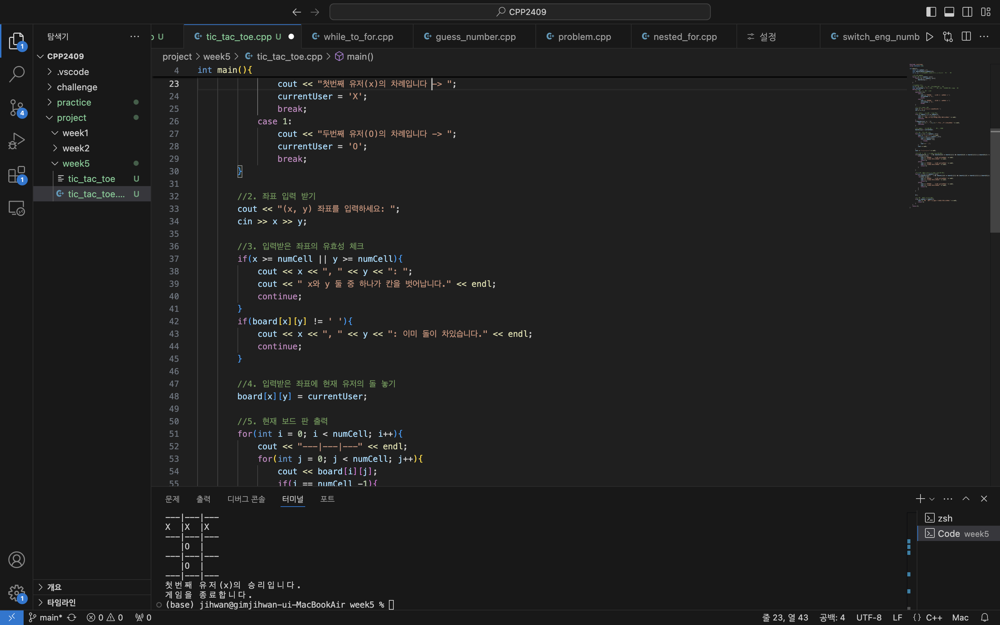 CPP2409
탐색기
U
tic_tac_toe.cpp U
while_to_for.cpp
guess_number.cpp
problem.cpp
nested_for.cpp
설정
switch_eng_numb
project > week5 > tic_tac_toe.cpp > main()
CPP2409
.vscode
challenge
practice
project
week1
week2
week5
tic_tac_toe U
tic_tac_toe.... U
개요
타임라인
1
4
1
1
4 int main(){
23 cout << "첫번째 유저(x)의 차례입니다 -> ";
24 currentUser = 'X';
25 break;
26 case 1:
27 cout << "두번째 유저(O)의 차례입니다 -> ";
28 currentUser = 'O';
29 break;
30 }
31
32 //2. 좌표 입력 받기
33 cout << "(x, y) 좌표를 입력하세요: ";
34 cin >> x >> y;
35
36 //3. 입력받은 좌표의 유효성 체크
37 if(x >= numCell || y >= numCell){
38 cout << x << ", " << y << ": ";
39 cout << " x와 y 둘 중 하나가 칸을 벗어납니다." << endl;
40 continue;
41 }
42 if(board[x][y] != ' '){
43 cout << x << ", " << y << ": 이미 돌이 차있습니다." << endl;
44 continue;
45 }
46
47 //4. 입력받은 좌표에 현재 유저의 돌 놓기
48 board[x][y] = currentUser;
49
50 //5. 현재 보드 판 출력
51 for(int i = 0; i < numCell; i++){
52 cout << "---|---|---" << endl;
53 for(int j = 0; j < numCell; j++){
54 cout << board[i][j];
55 if(j == numCell -1){
문제 출력 디버그 콘솔 터미널 포트
---|---|---
X  |X  |X
---|---|---
   |O  |
---|---|---
   |O  |
---|---|---
첫번째 유저(x)의 승리입니다.
게임을 종료합니다.
(base) jihwan@gimjihwan-ui-MacBookAir week5 %
zsh
Code week5
main* 0 0 0
줄 23, 열 43 공백: 4 UTF-8 LF {} C++ Mac